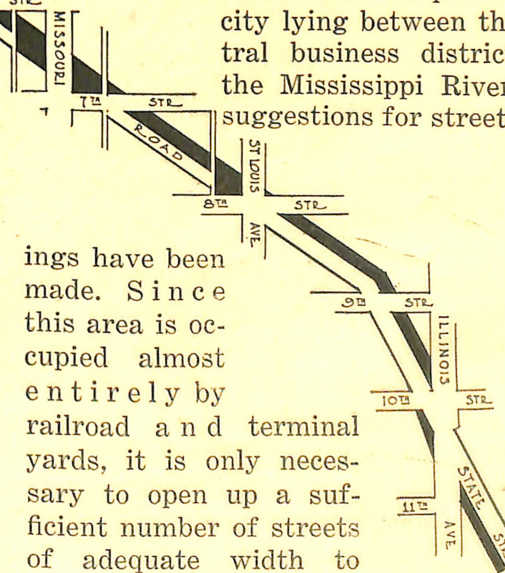 city lying between th
tral business distric
the Mississippi River
suggestions for street
ings have been
made. Since
this area is oc-
cupied almost
entirely by
railroad and terminal
yards, it is only neces-
sary to open up a suf-
ficient number of streets
of adequate width to
STR
MISSOURI
7TH STR
ROAD
ST LOUIS AVE.
8TH STR
9TH STR
ILLINOIS AVE
10TH STR
11TH
STATE ST